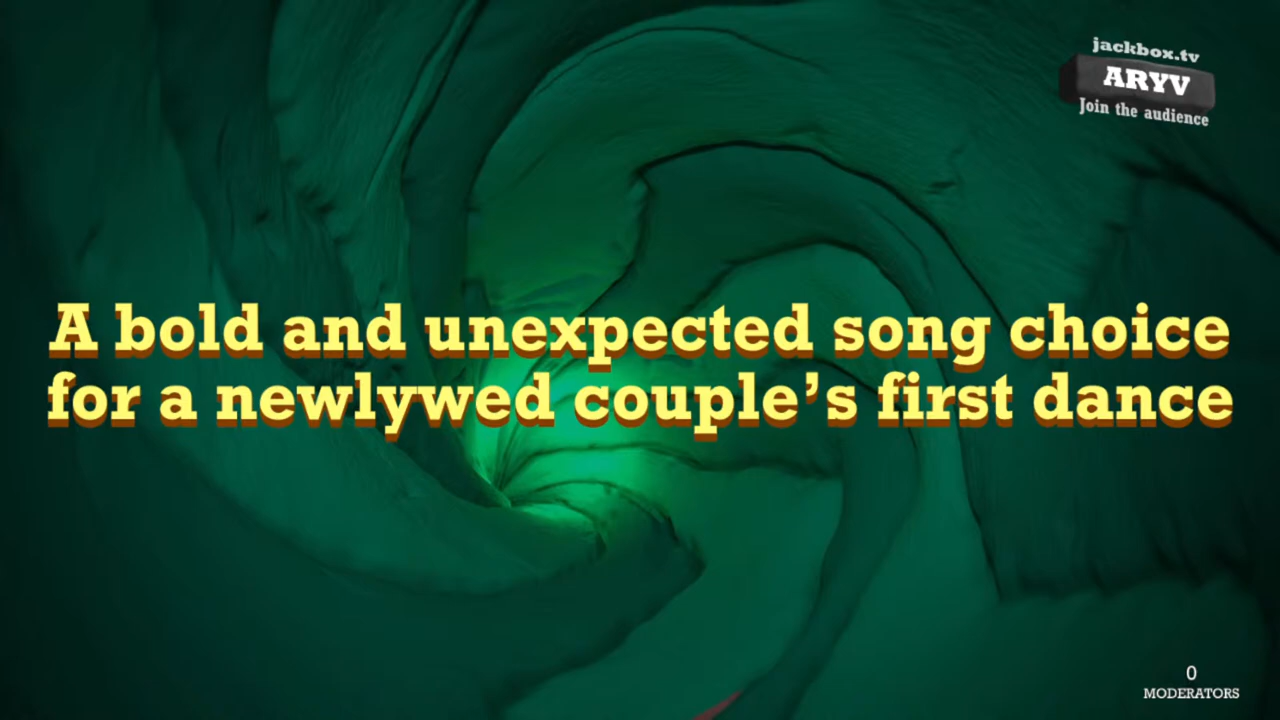 jackbox.tv
ARYV
Join the audience
A bold and unexpected song choice
for a newlywed couple’s first dance
0
MODERATORS